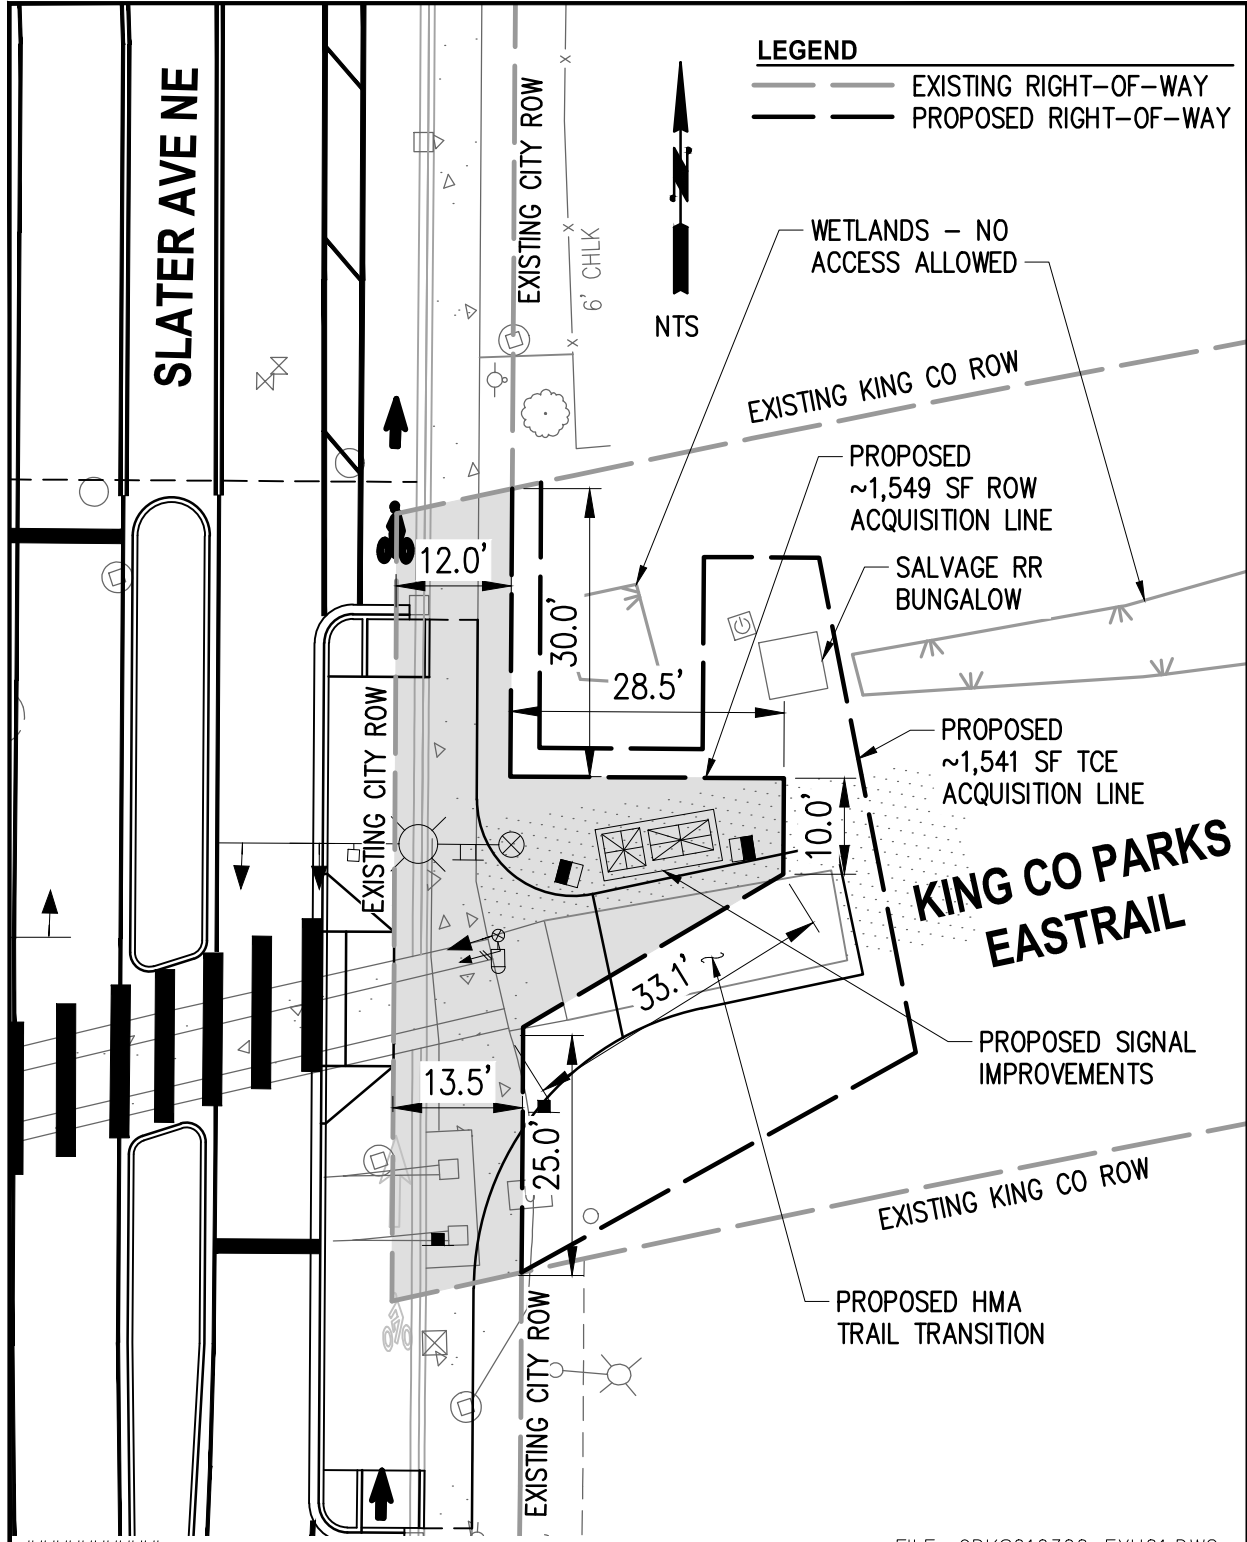 LEGEND
EXISTING RIGHT-OF-WAY
PROPOSED RIGHT-OF-WAY
SLATER AVE NE
EXISTING CITY ROW
6' CHLK
NTS
WETLANDS - NO
ACCESS ALLOWED
EXISTING KING CO ROW
PROPOSED
~1,549 SF ROW
ACQUISITION LINE
SALVAGE RR
BUNGALOW
12.0'
30.0'
28.5'
EXISTING CITY ROW
PROPOSED
~1,541 SF TCE
ACQUISITION LINE
10.0'
KING CO PARKS
EASTRAIL
33.1'
PROPOSED SIGNAL
IMPROVEMENTS
13.5'
25.0'
EXISTING KING CO ROW
PROPOSED HMA
TRAIL TRANSITION
EXISTING CITY ROW